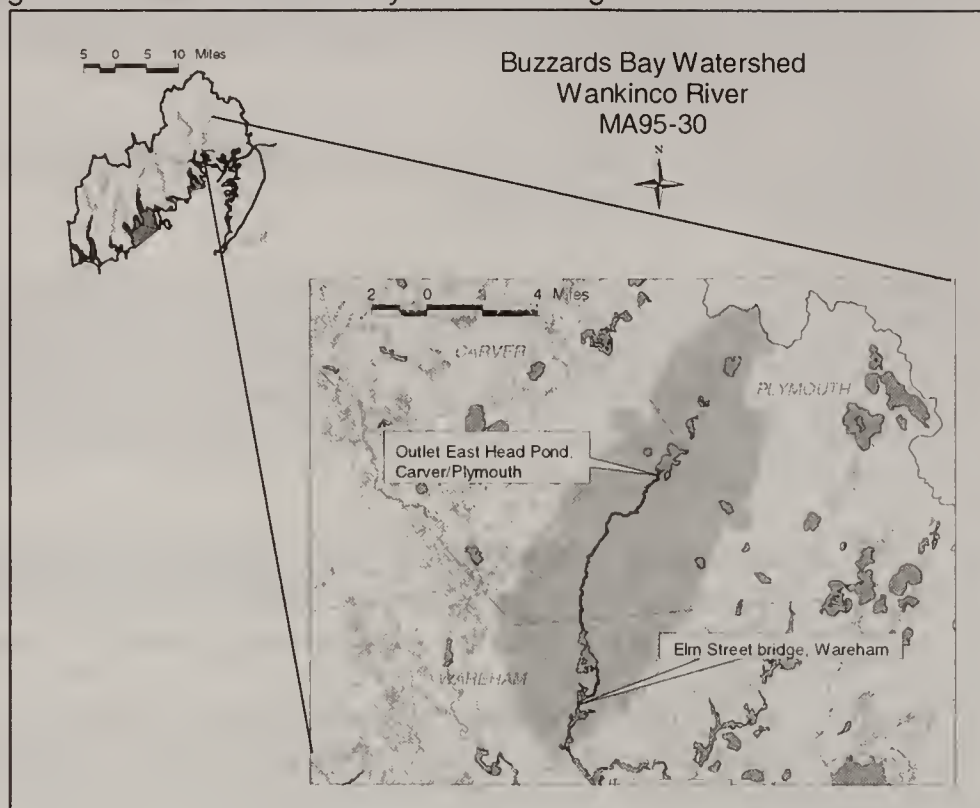 5 0 5 10 Miles
Buzzards Bay Watershed
Wankinco River
MA95-30
N
2 0 2 4 Miles
CARVER
PLYMOUTH
Outlet East Head Pond,
Carver/Plymouth
Elm Street bridge, Wareham
WAREHAM